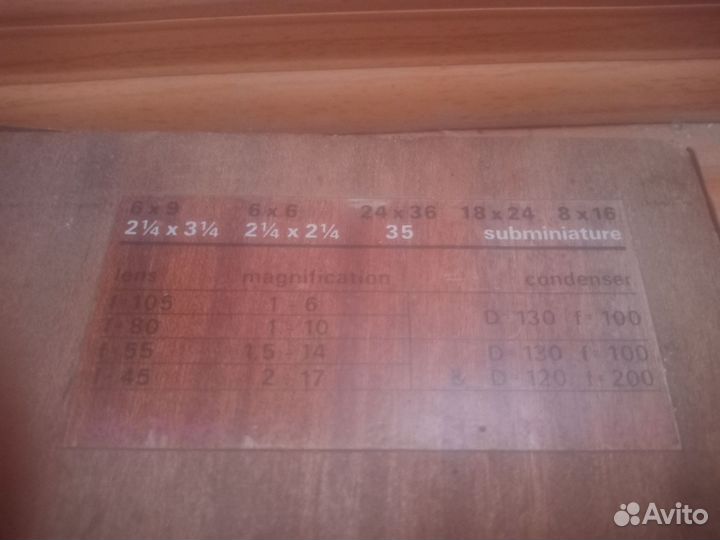 6 x 9 6 x 6 24 x 36 18 x 24 8 x 16
2¼ x 3¼ 2¼ x 2¼ 35 subminiature
lens magnification condenser
f=105 1 - 6
D=130 f=100
f=80 1 - 10
f=55 1,5 - 14 D=130 f=100
f=45 2 - 17 & D=120 f=200
Avito